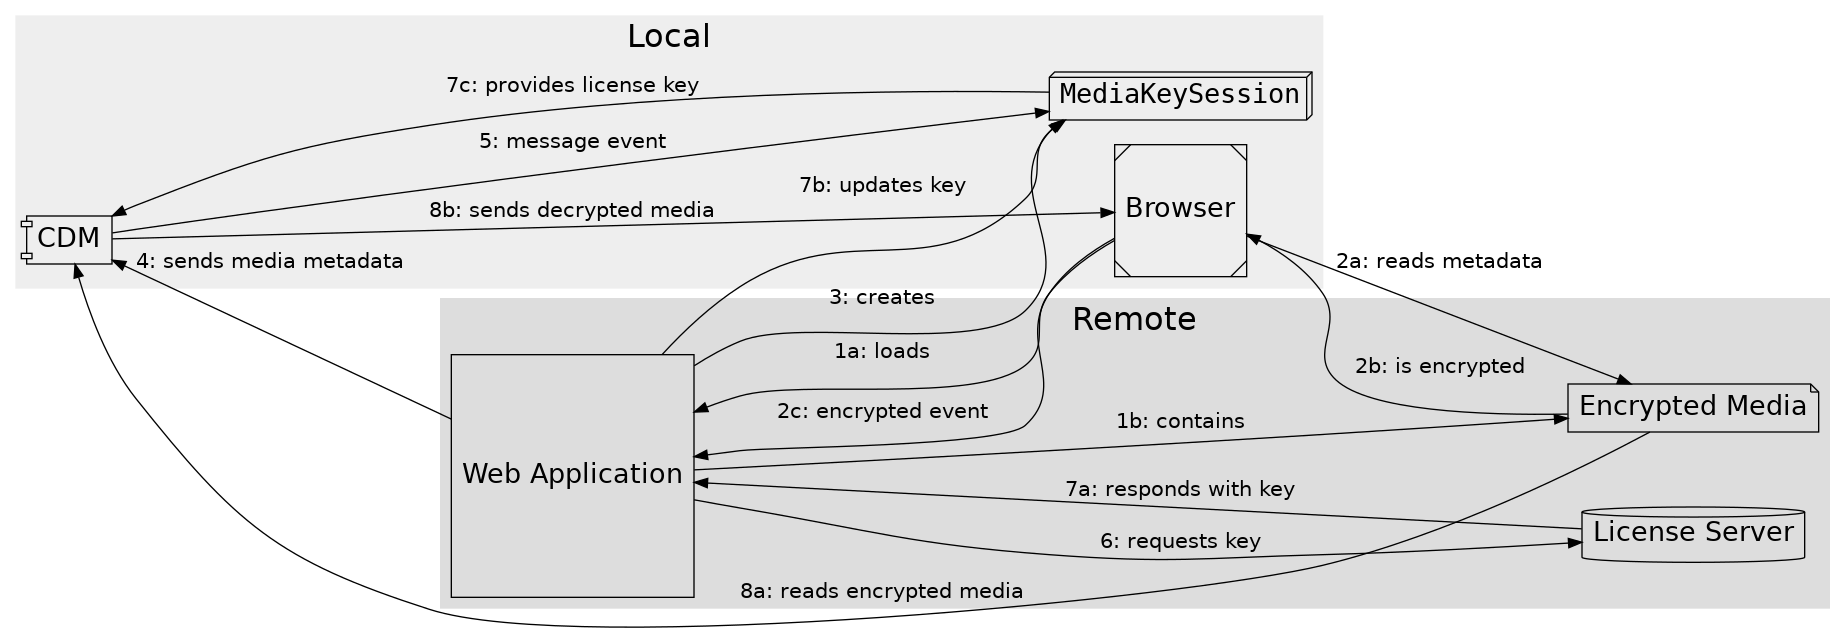 Local
7c: provides license key
MediaKeySession
5: message event
7b: updates key
8b: sends decrypted media
Browser
CDM
4: sends media metadata
2a: reads metadata
3: creates
Remote
1a: loads
2b: is encrypted
2c: encrypted event
Encrypted Media
1b: contains
Web Application
7a: responds with key
License Server
6: requests key
8a: reads encrypted media